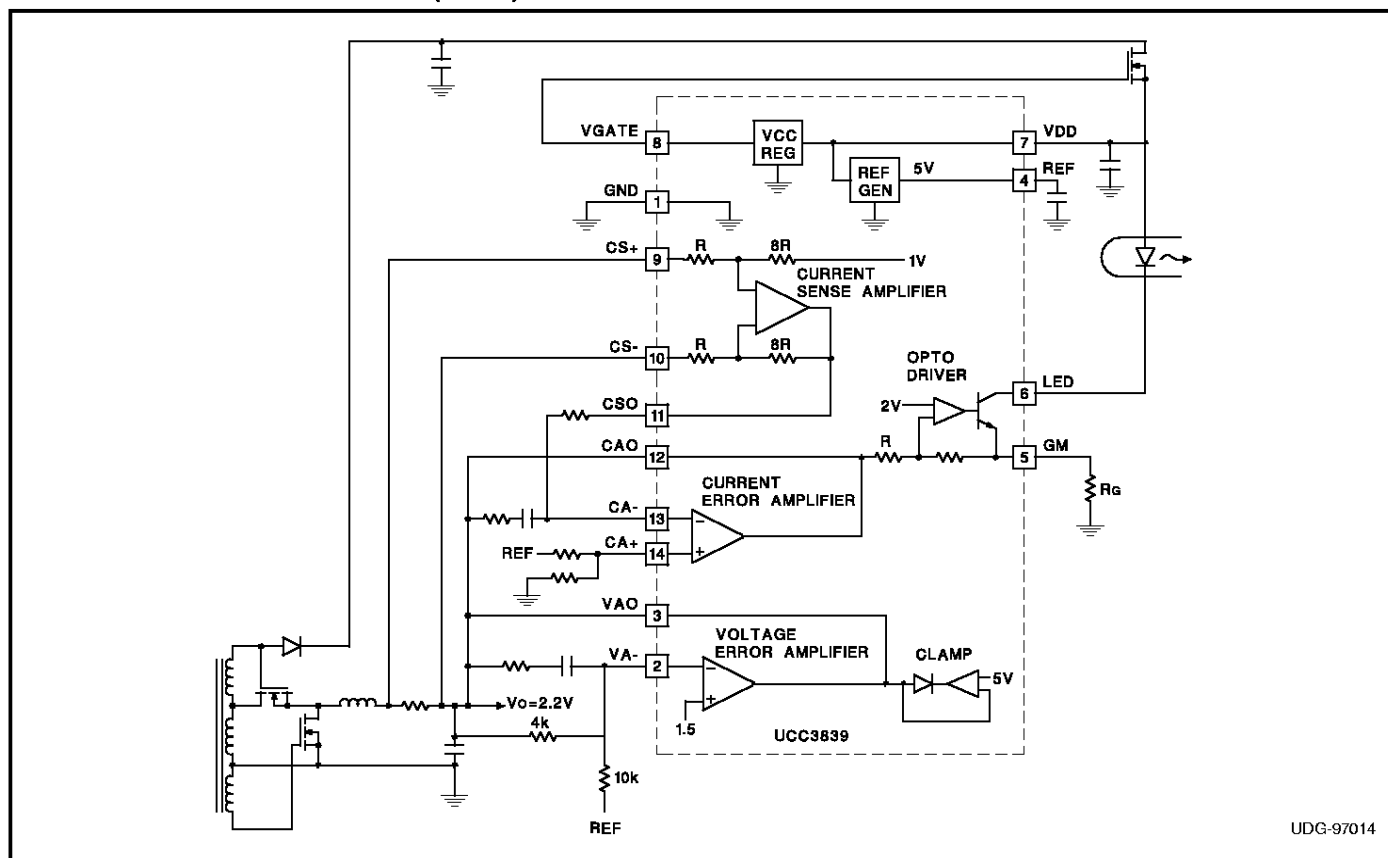 VGATE
8
VCC
REG
7
VDD
REF
GEN
5V
4
REF
GND
1
CS+
9
R
8R
1V
CURRENT
SENSE AMPLIFIER
CS-
10
R
8R
OPTO
DRIVER
6
LED
2V
CSO
11
CAO
12
R
5
GM
RG
CURRENT
ERROR AMPLIFIER
CA-
13
−
REF
CA+
14
+
VAO
3
VOLTAGE
ERROR AMPLIFIER
VA-
2
−
+
CLAMP
5V
1.5
UCC3839
Vo=2.2V
4k
10k
REF
UDG-97014